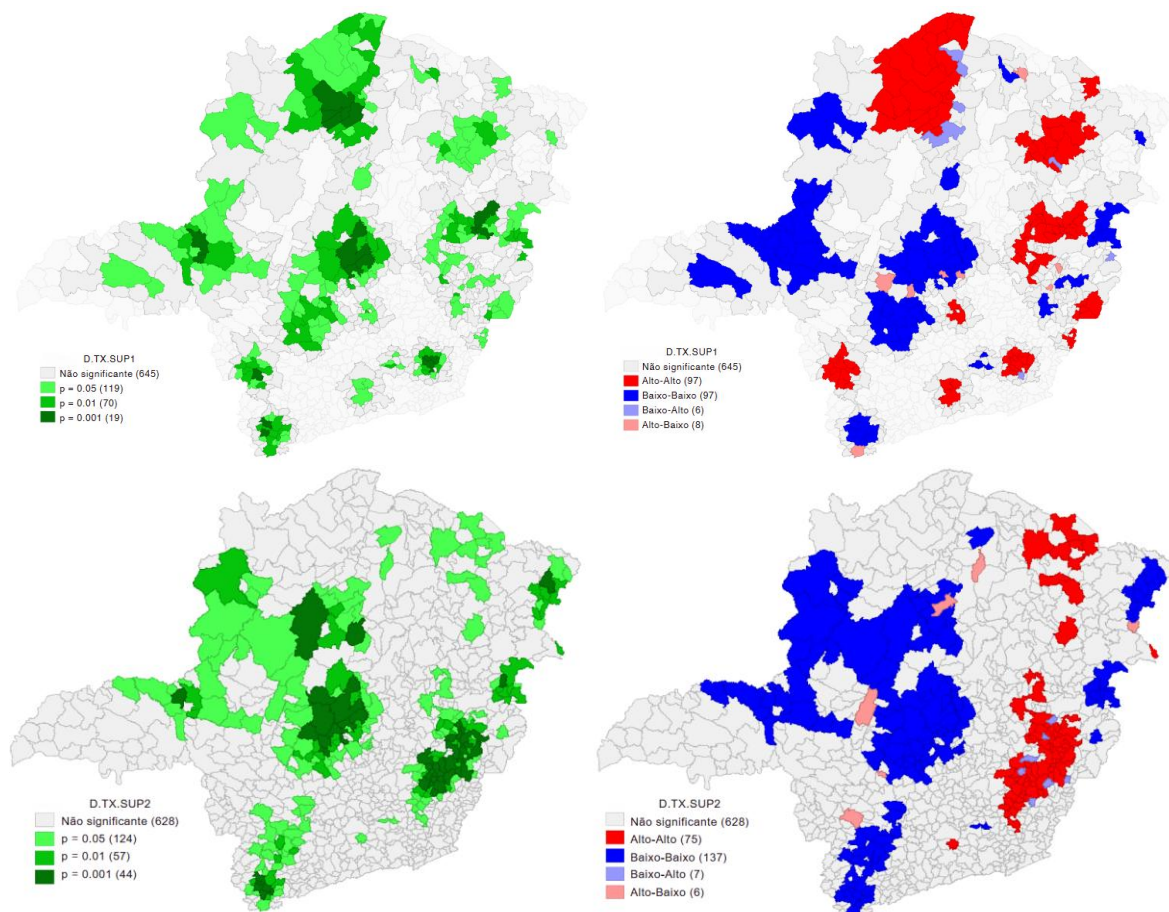 D.TX.SUP1
Não significante (645)
p = 0.05 (119)
p = 0.01 (70)
p = 0.001 (19)
D.TX.SUP1
Não significante (645)
Alto-Alto (97)
Baixo-Baixo (97)
Baixo-Alto (6)
Alto-Baixo (8)
D.TX.SUP2
Não significante (628)
p = 0.05 (124)
p = 0.01 (57)
p = 0.001 (44)
D.TX.SUP2
Não significante (628)
Alto-Alto (75)
Baixo-Baixo (137)
Baixo-Alto (7)
Alto-Baixo (6)